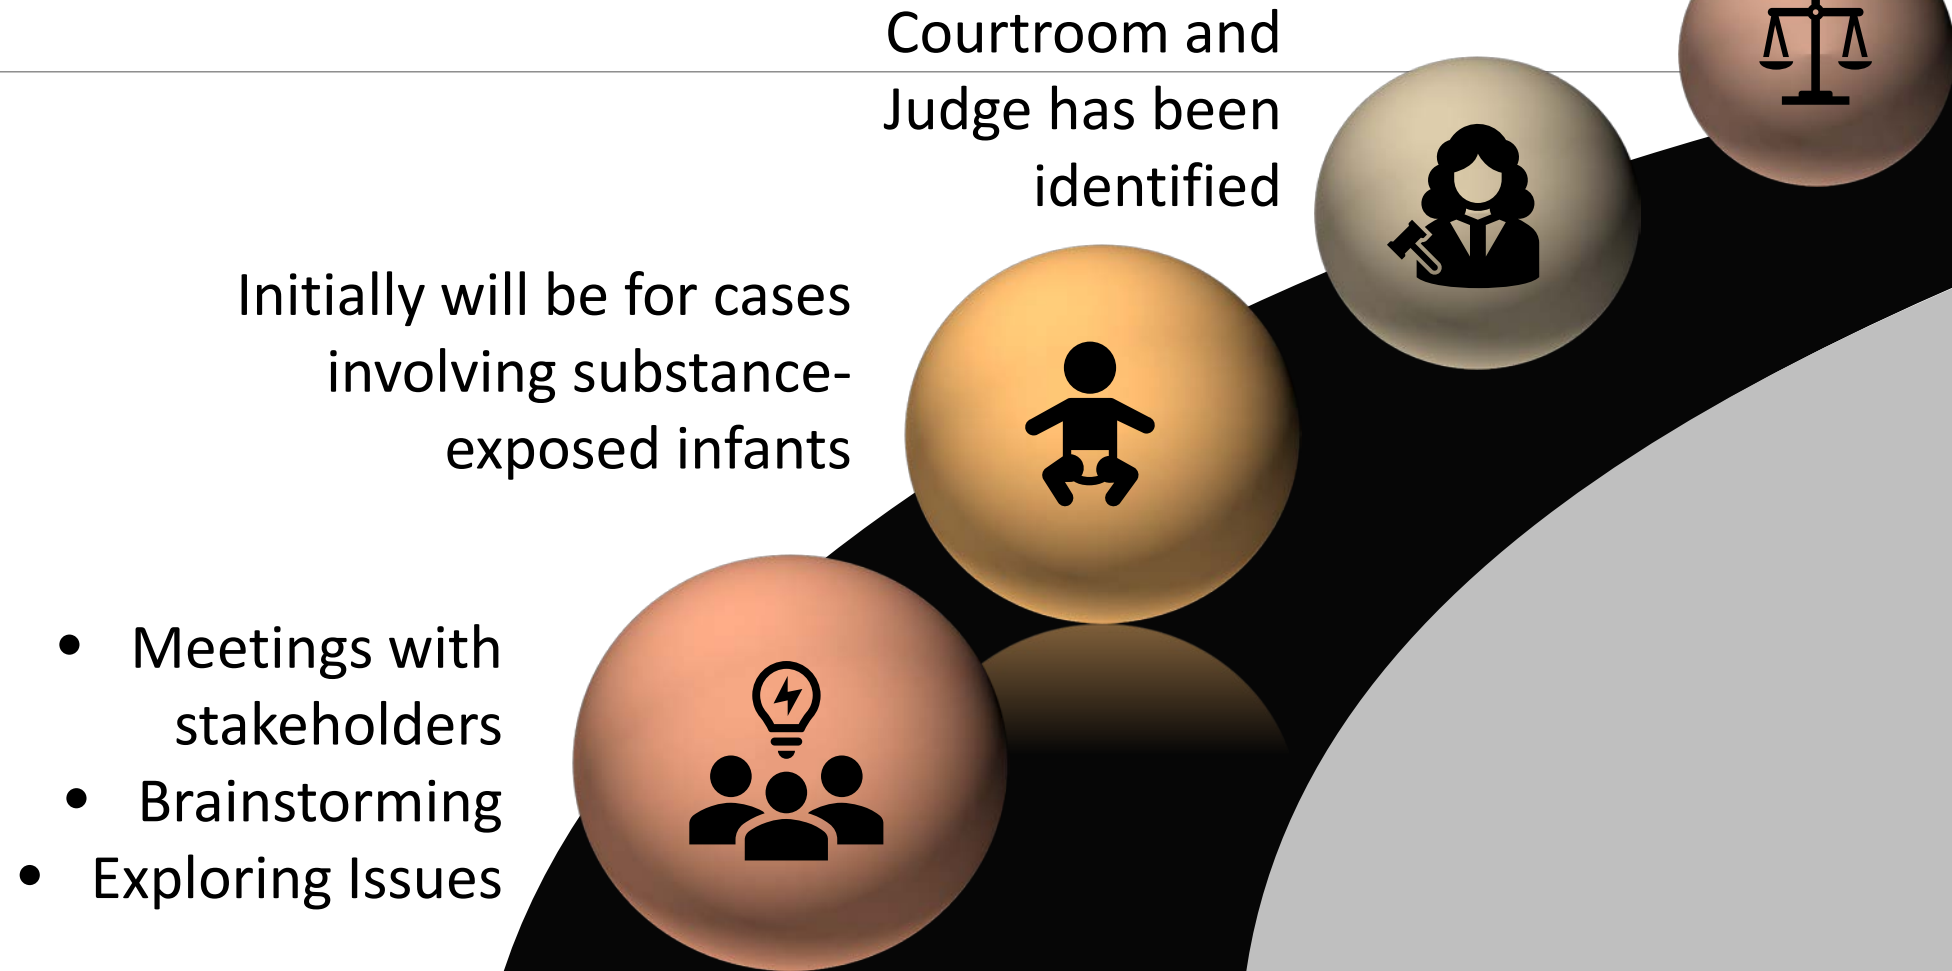 Courtroom and
Judge has been
identified
Initially will be for cases
involving substance-
exposed infants
• Meetings with
stakeholders
• Brainstorming
• Exploring Issues